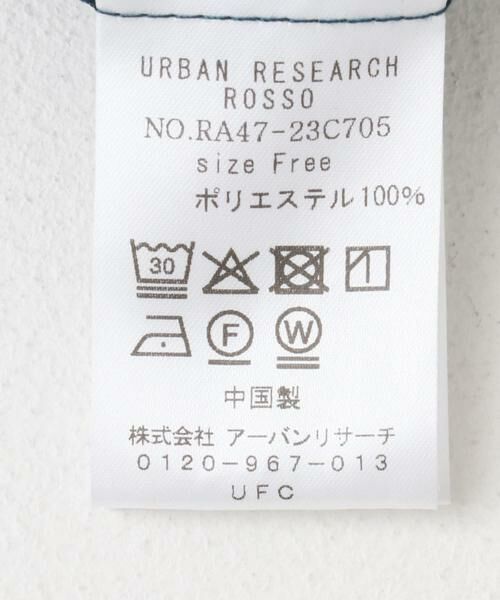 URBAN RESEARCH
ROSSO
NO.RA47-23C705
size Free
ポリエステル100%
30
F W
中国製
株式会社 アーバンリサーチ
0120-967-013
UFC